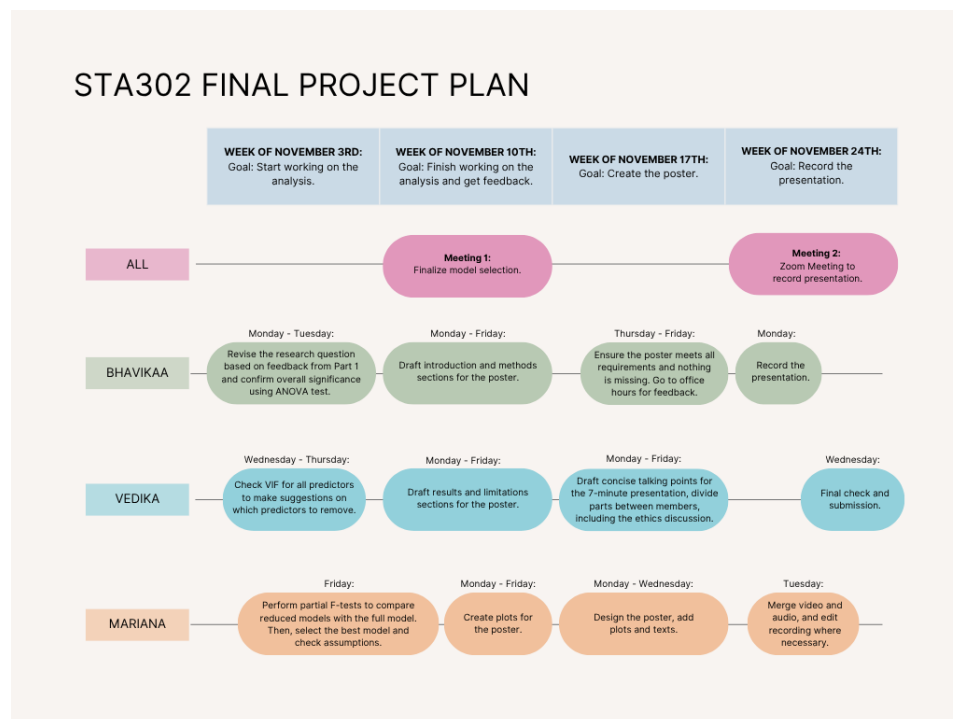 STA302 FINAL PROJECT PLAN
WEEK OF NOVEMBER 3RD:
Goal: Start working on the
analysis.
WEEK OF NOVEMBER 10TH:
Goal: Finish working on the
analysis and get feedback.
WEEK OF NOVEMBER 17TH:
Goal: Create the poster.
WEEK OF NOVEMBER 24TH:
Goal: Record the
presentation.
ALL
Meeting 1:
Finalize model selection.
Meeting 2:
Zoom Meeting to
record presentation.
BHAVIKAA
Monday - Tuesday:
Revise the research question
based on feedback from Part 1
and confirm overall significance
using ANOVA test.
Monday - Friday:
Draft introduction and methods
sections for the poster.
Thursday - Friday:
Ensure the poster meets all
requirements and nothing
is missing. Go to office
hours for feedback.
Monday:
Record the
presentation.
VEDIKA
Wednesday - Thursday:
Check VIF for all predictors
to make suggestions on
which predictors to remove.
Monday - Friday:
Draft results and limitations
sections for the poster.
Monday - Friday:
Draft concise talking points for
the 7-minute presentation, divide
parts between members,
including the ethics discussion.
Wednesday:
Final check and
submission.
MARIANA
Friday:
Perform partial F-tests to compare
reduced models with the full model.
Then, select the best model and
check assumptions.
Monday - Friday:
Create plots for
the poster.
Monday - Wednesday:
Design the poster, add
plots and texts.
Tuesday:
Merge video and
audio, and edit
recording where
necessary.